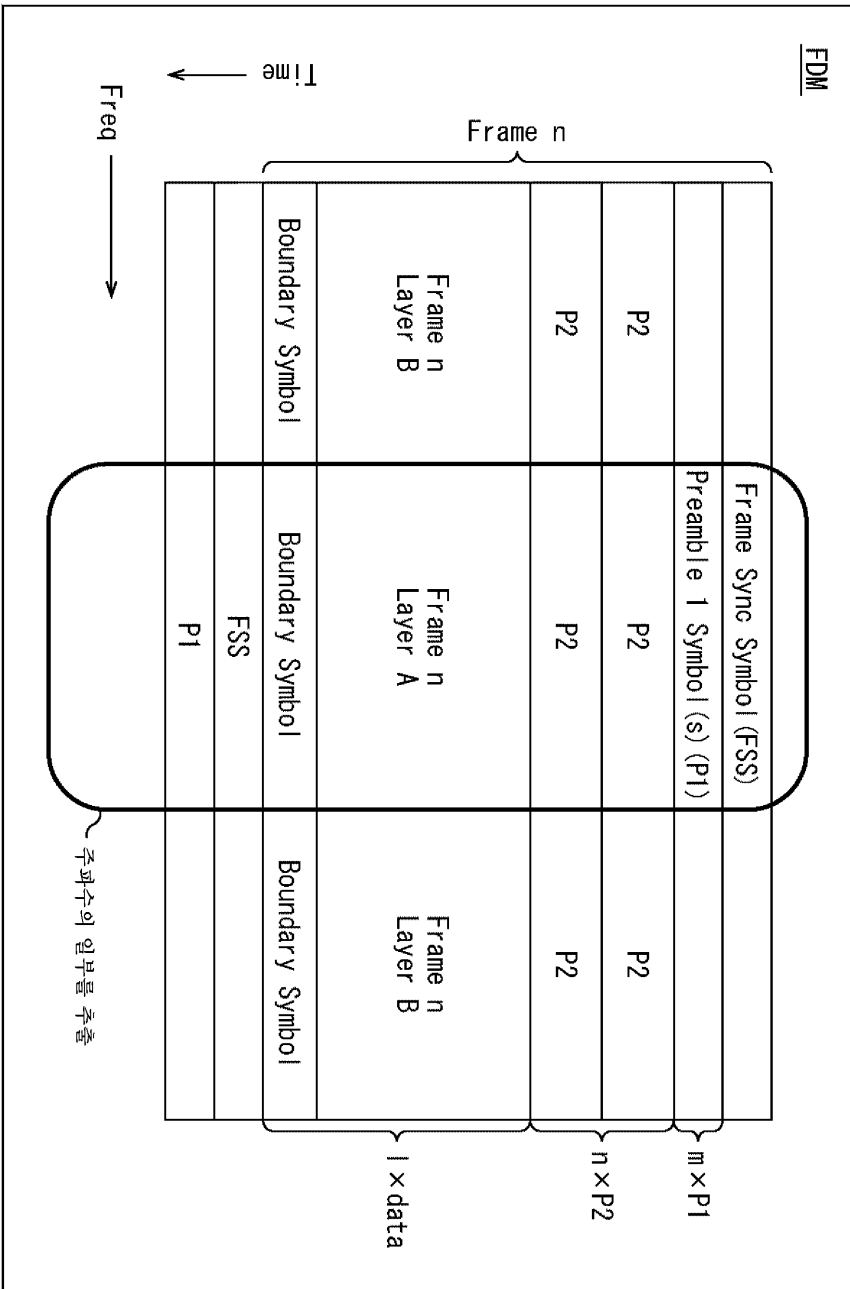 FDM
Time
Freq
Frame n
Frame Sync Symbol(FSS)
Preamble 1 Symbol(s)(P1)
m×P1
P2
P2
P2
P2
P2
P2
n×P2
Frame n
Layer B
Frame n
Layer A
Frame n
Layer B
l×data
Boundary Symbol
Boundary Symbol
Boundary Symbol
FSS
P1
주파수의 일부를 추출